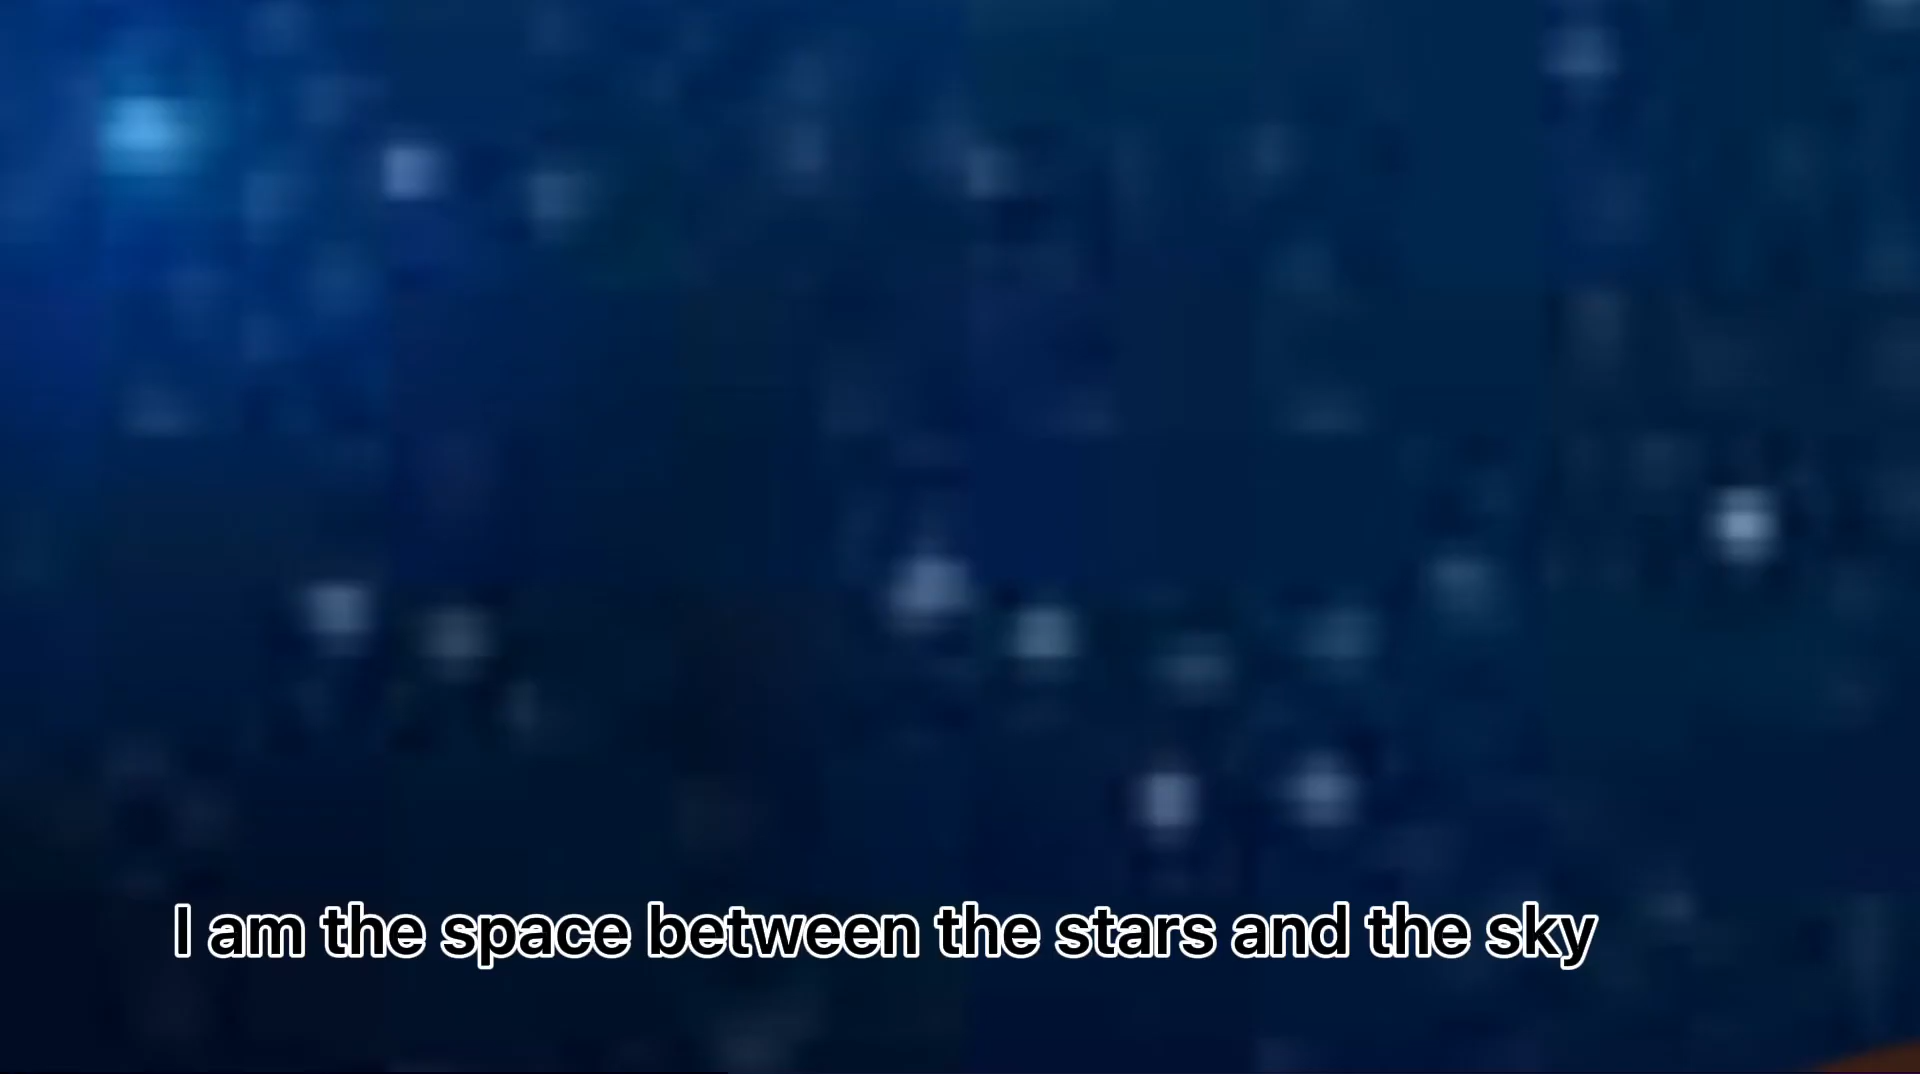 I am the space between the stars and the sky